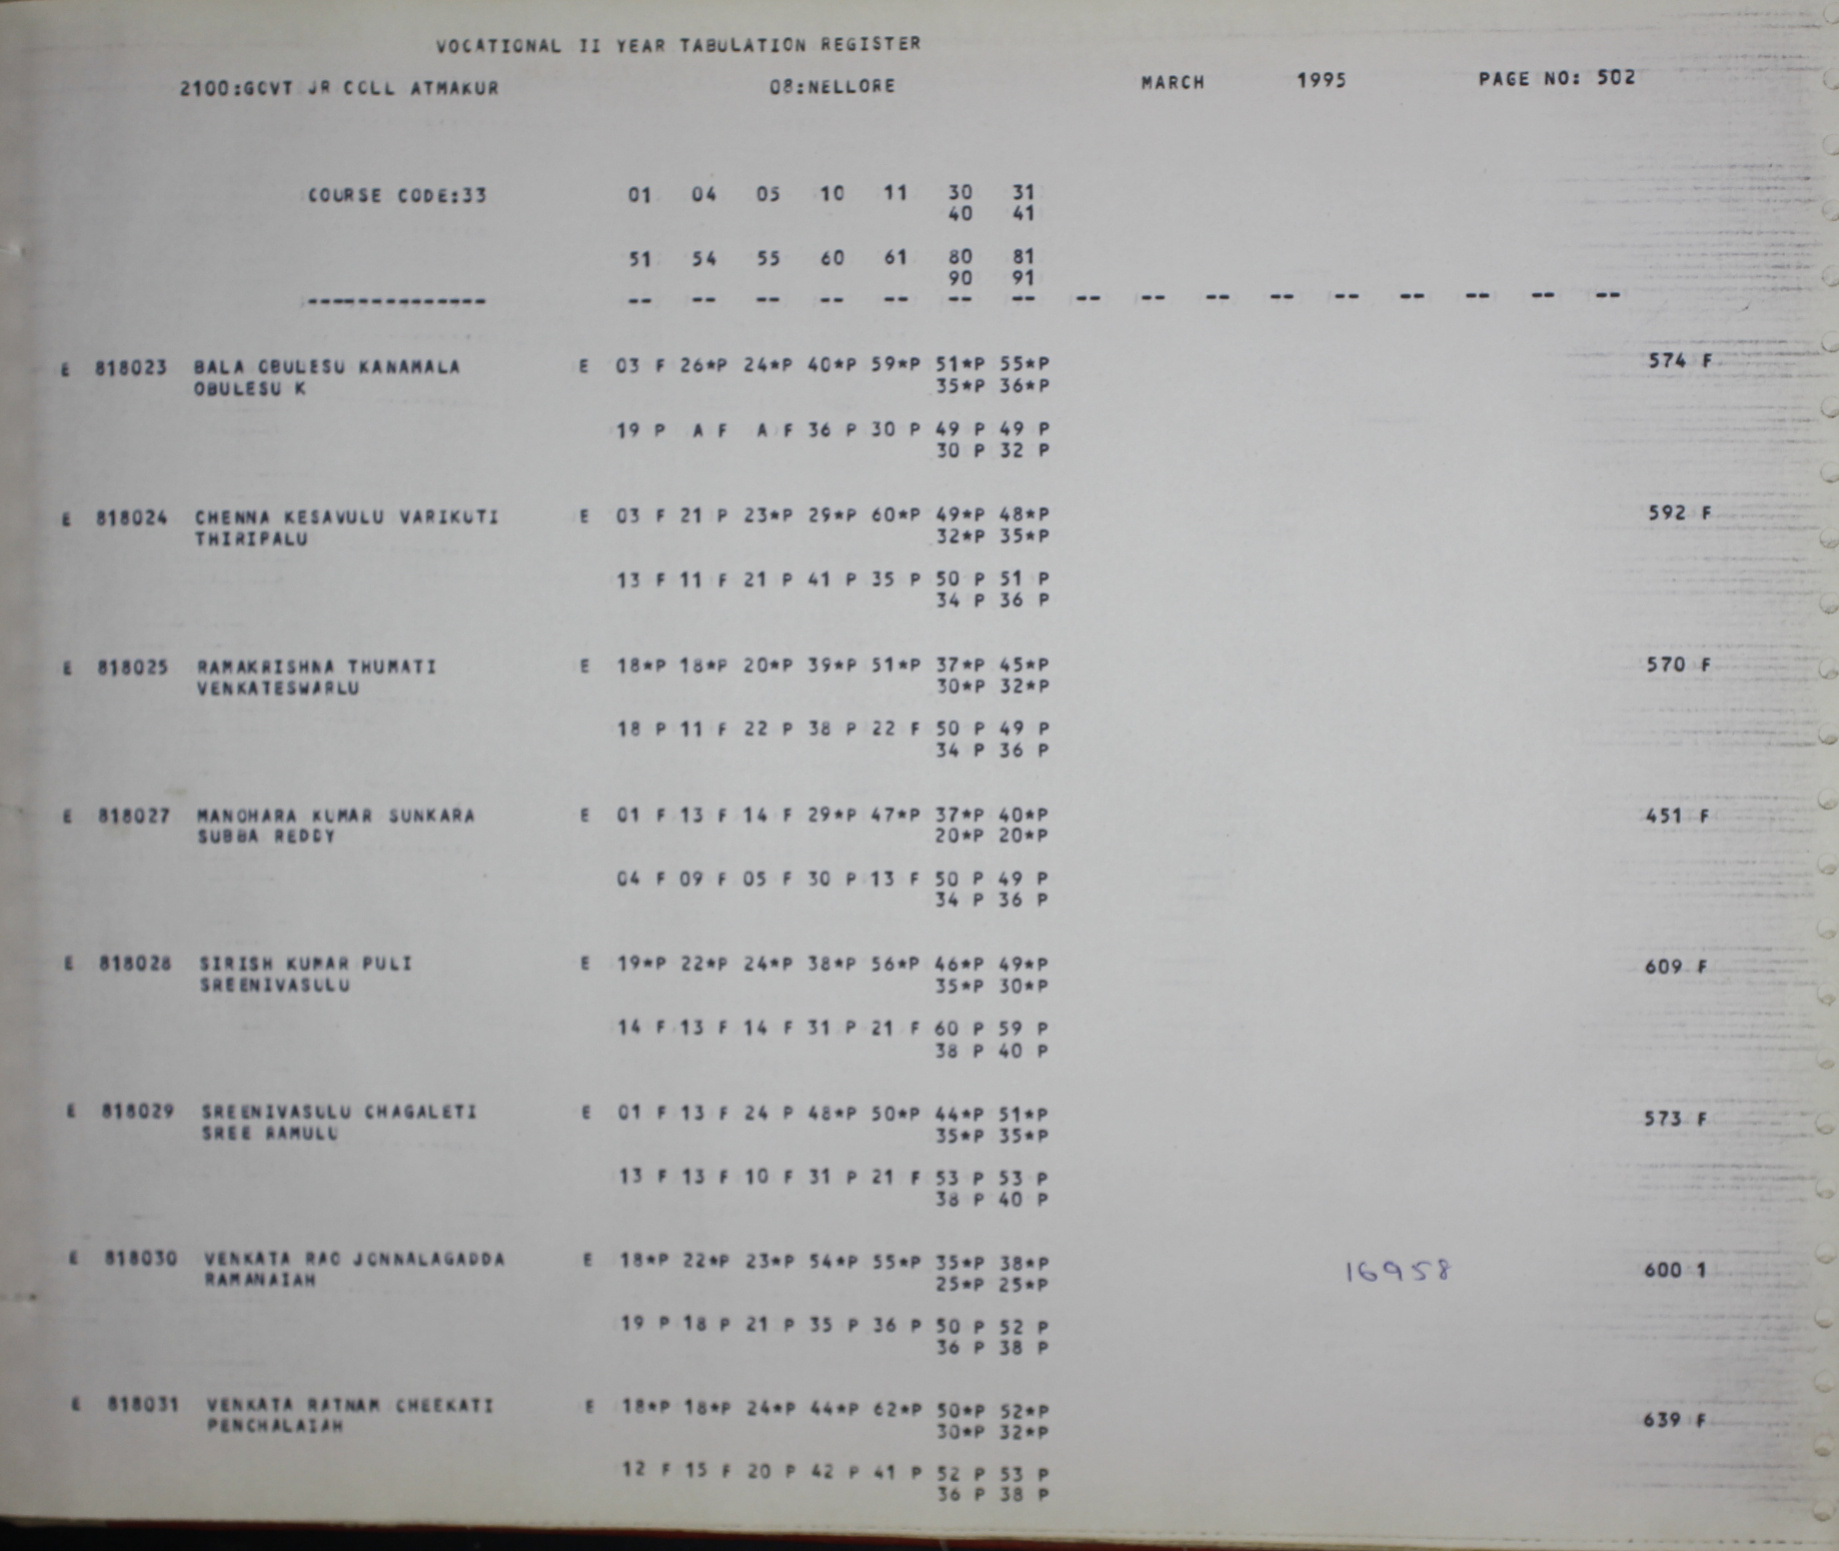 VOCATIONAL II YEAR TABULATION REGISTER
2100:GOVT JR COLL ATMAKUR 08:NELLORE MARCH 1995 PAGE NO: 502
COURSE CODE:33 01 04 05 10 11 30 31
40 41
51 54 55 60 61 80 81
90 91
-------------- -- -- -- -- -- -- -- -- -- -- -- -- -- -- -- --
E 818023 BALA OBULESU KANAMALA E 03 F 26*P 24*P 40*P 59*P 51*P 55*P 574 F
OBULESU K 35*P 36*P
19 P A F A F 36 P 30 P 49 P 49 P
30 P 32 P
E 818024 CHENNA KESAVULU VARIKUTI E 03 F 21 P 23*P 29*P 60*P 49*P 48*P 592 F
THIRIPALU 32*P 35*P
13 F 11 F 21 P 41 P 35 P 50 P 51 P
34 P 36 P
E 818025 RAMAKRISHNA THUMATI E 18*P 18*P 20*P 39*P 51*P 37*P 45*P 570 F
VENKATESWARLU 30*P 32*P
18 P 11 F 22 P 38 P 22 F 50 P 49 P
34 P 36 P
E 818027 MANOHARA KUMAR SUNKARA E 01 F 13 F 14 F 29*P 47*P 37*P 40*P 451 F
SUBBA REDDY 20*P 20*P
04 F 09 F 05 F 30 P 13 F 50 P 49 P
34 P 36 P
E 818028 SIRISH KUMAR PULI E 19*P 22*P 24*P 38*P 56*P 46*P 49*P 609 F
SREENIVASULU 35*P 30*P
14 F 13 F 14 F 31 P 21 F 60 P 59 P
38 P 40 P
E 818029 SREENIVASULU CHAGALETI E 01 F 13 F 24 P 48*P 50*P 44*P 51*P 573 F
SREE RAMULU 35*P 35*P
13 F 13 F 10 F 31 P 21 F 53 P 53 P
38 P 40 P
E 818030 VENKATA RAO JONNALAGADDA E 18*P 22*P 23*P 54*P 55*P 35*P 38*P 16958 600 1
RAMANAIAH 25*P 25*P
19 P 18 P 21 P 35 P 36 P 50 P 52 P
36 P 38 P
E 818031 VENKATA RATNAM CHEEKATI E 18*P 18*P 24*P 44*P 62*P 50*P 52*P 639 F
PENCHALAIAH 30*P 32*P
12 F 15 F 20 P 42 P 41 P 52 P 53 P
36 P 38 P